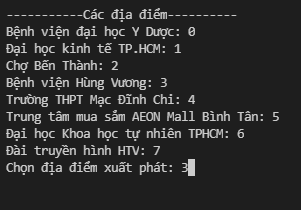 -----------Các địa điểm----------
Bệnh viện đại học Y Dược: 0
Đại học kinh tế TP.HCM: 1
Chợ Bến Thành: 2
Bệnh viện Hùng Vương: 3
Trường THPT Mạc Đĩnh Chi: 4
Trung tâm mua sắm AEON Mall Bình Tân: 5
Đại học Khoa học tự nhiên TPHCM: 6
Đài truyền hình HTV: 7
Chọn địa điểm xuất phát: 3